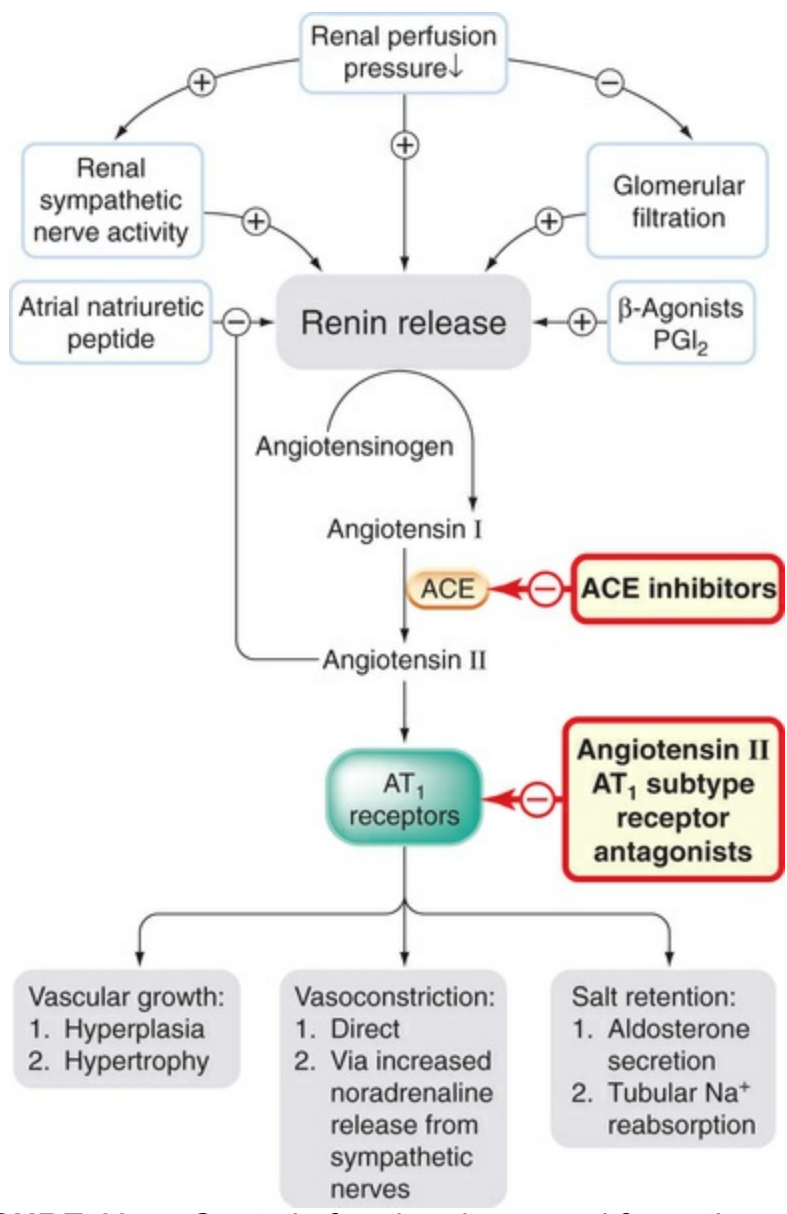 Renal perfusion
pressure↓
+
+
−
Renal
sympathetic
nerve activity
+
Glomerular
filtration
+
Atrial natriuretic
peptide
−
Renin release
+
β-Agonists
PGI₂
Angiotensinogen
Angiotensin I
ACE
−
ACE inhibitors
Angiotensin II
AT₁
receptors
−
Angiotensin II
AT₁ subtype
receptor
antagonists
Vascular growth:
1. Hyperplasia
2. Hypertrophy
Vasoconstriction:
1. Direct
2. Via increased
noradrenaline
release from
sympathetic
nerves
Salt retention:
1. Aldosterone
secretion
2. Tubular Na⁺
reabsorption